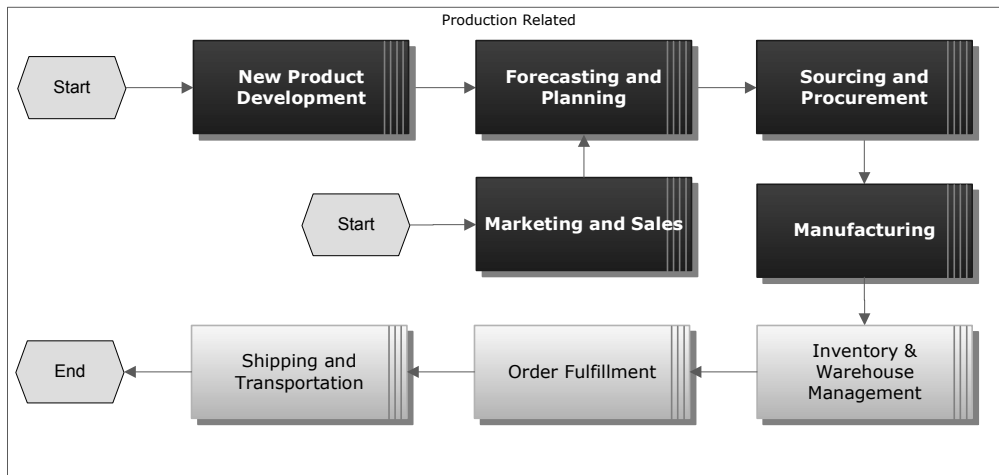 Production Related
Start
New Product
Development
Forecasting and
Planning
Sourcing and
Procurement
Start
Marketing and Sales
Manufacturing
End
Shipping and
Transportation
Order Fulfillment
Inventory &
Warehouse
Management